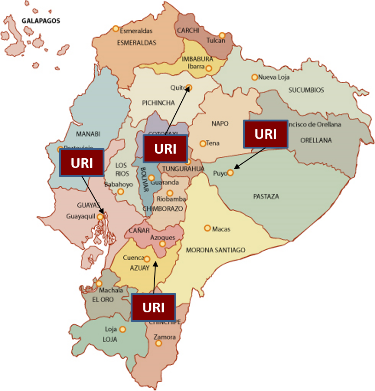 GALAPAGOS
Esmeraldas
ESMERALDAS
CARCHI
Tulcan
IMBABURA
Ibarra
Quito
PICHINCHA
Nueva Loja
SUCUMBIOS
MANABI
NAPO
Tena
URI
URI
URI
cisco de Orellana
ORELLANA
LOS
RIOS
Babahoyo
BOLIVAR
Guaranda
TUNGURAHUA
Riobamba
CHIMBORAZO
Puyo
PASTAZA
GUAYAS
Guayaquil
CAÑAR
Azogues
Macas
MORONA SANTIAGO
Cuenca
AZUAY
Machala
EL ORO
URI
Loja
LOJA
Zamora